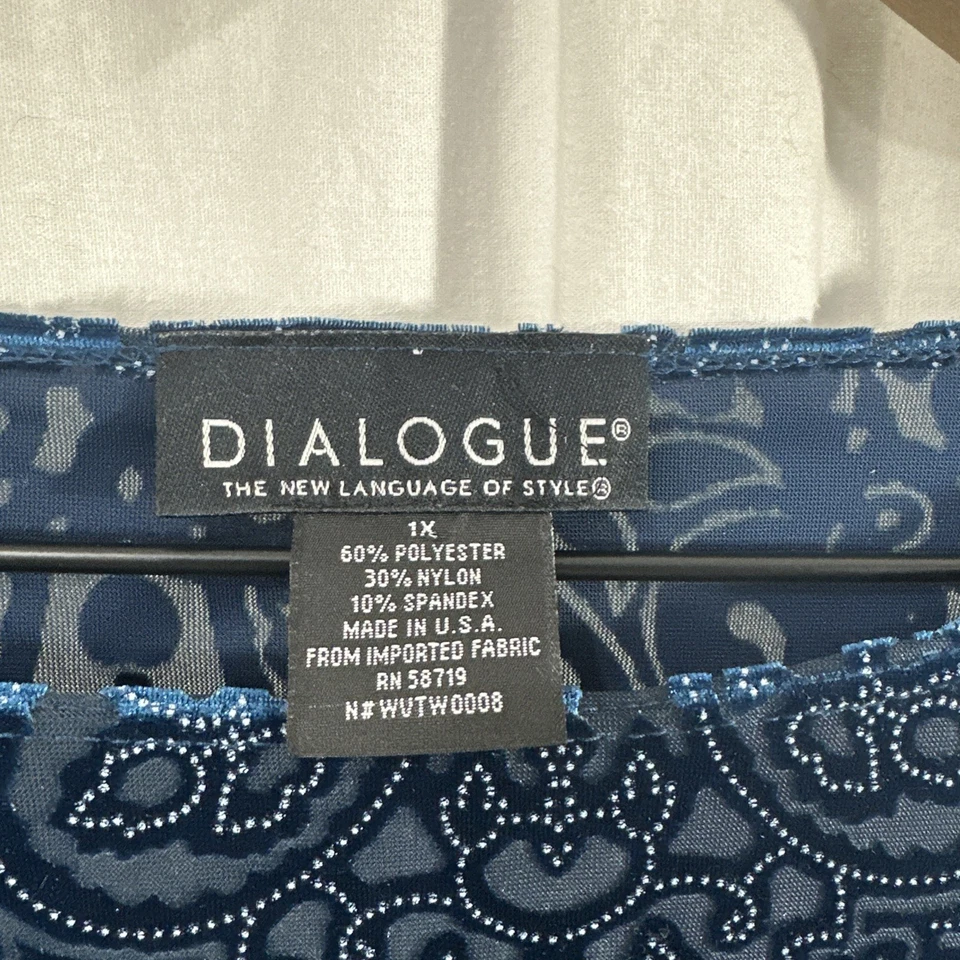 DIALOGUE®
THE NEW LANGUAGE OF STYLE®
1X
60% POLYESTER
30% NYLON
10% SPANDEX
MADE IN U.S.A.
FROM IMPORTED FABRIC
RN 58719
N# WUTW0008